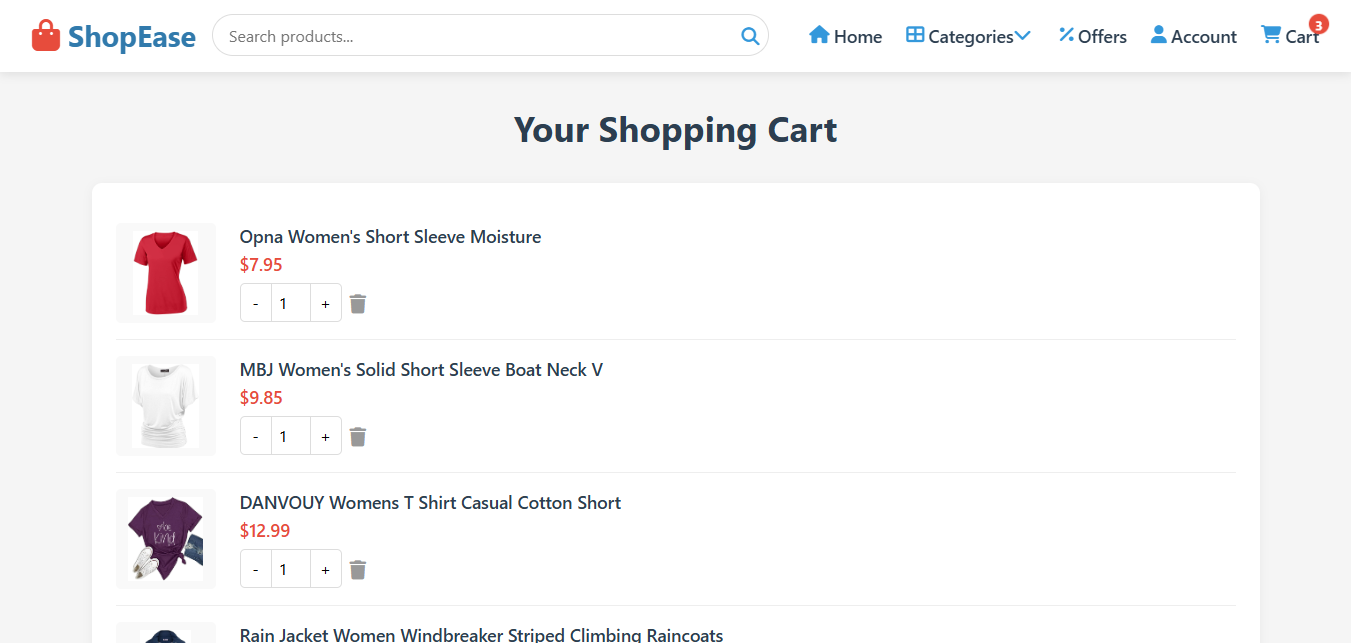 ShopEase
Search products...
Home
Categories
Offers
Account
Cart
3
Your Shopping Cart
Opna Women's Short Sleeve Moisture
$7.95
- 1 +
MBJ Women's Solid Short Sleeve Boat Neck V
$9.85
- 1 +
DANVOUY Womens T Shirt Casual Cotton Short
$12.99
- 1 +
Rain Jacket Women Windbreaker Striped Climbing Raincoats